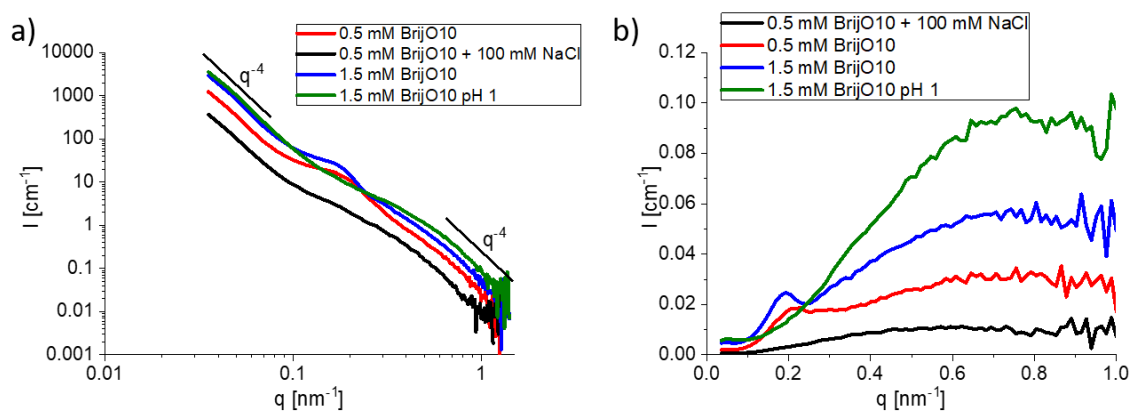 a)
0.5 mM BrijO10
0.5 mM BrijO10 + 100 mM NaCl
1.5 mM BrijO10
1.5 mM BrijO10 pH 1
q-4
q-4
10000
1000
100
10
1
0.1
0.01
0.001
I [cm-1]
0.01 0.1 1
q [nm-1]
b)
0.5 mM BrijO10 + 100 mM NaCl
0.5 mM BrijO10
1.5 mM BrijO10
1.5 mM BrijO10 pH 1
0.12
0.10
0.08
0.06
0.04
0.02
0.00
I [cm-1]
0.0 0.2 0.4 0.6 0.8 1.0
q [nm-1]